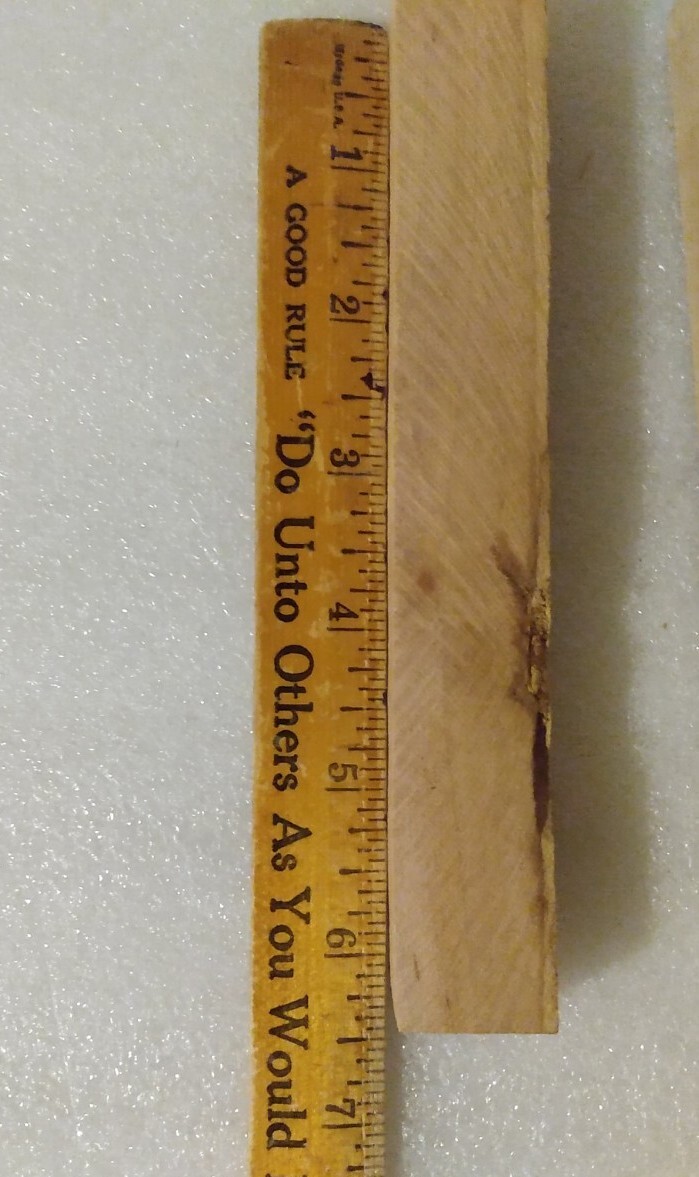 A GOOD RULE "Do Unto Others As You Would
1 2 3 4 5 6 7